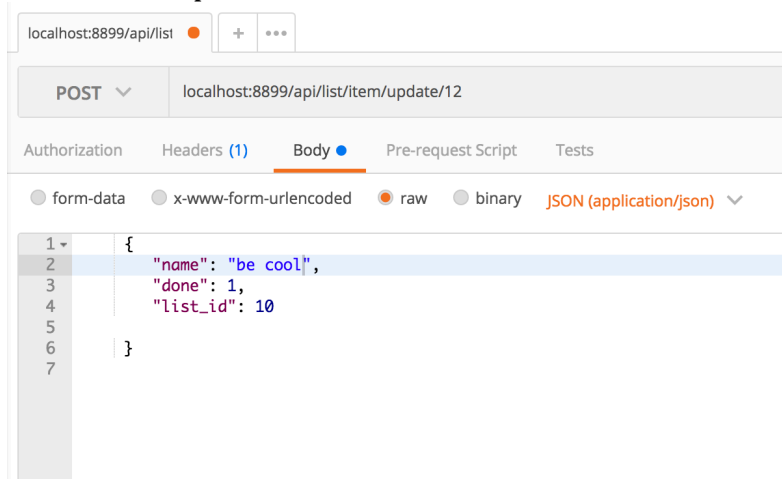 localhost:8899/api/list
POST localhost:8899/api/list/item/update/12
Authorization Headers (1) Body Pre-request Script Tests
form-data x-www-form-urlencoded raw binary JSON (application/json)
1 {
2 "name": "be cool",
3 "done": 1,
4 "list_id": 10
5
6 }
7